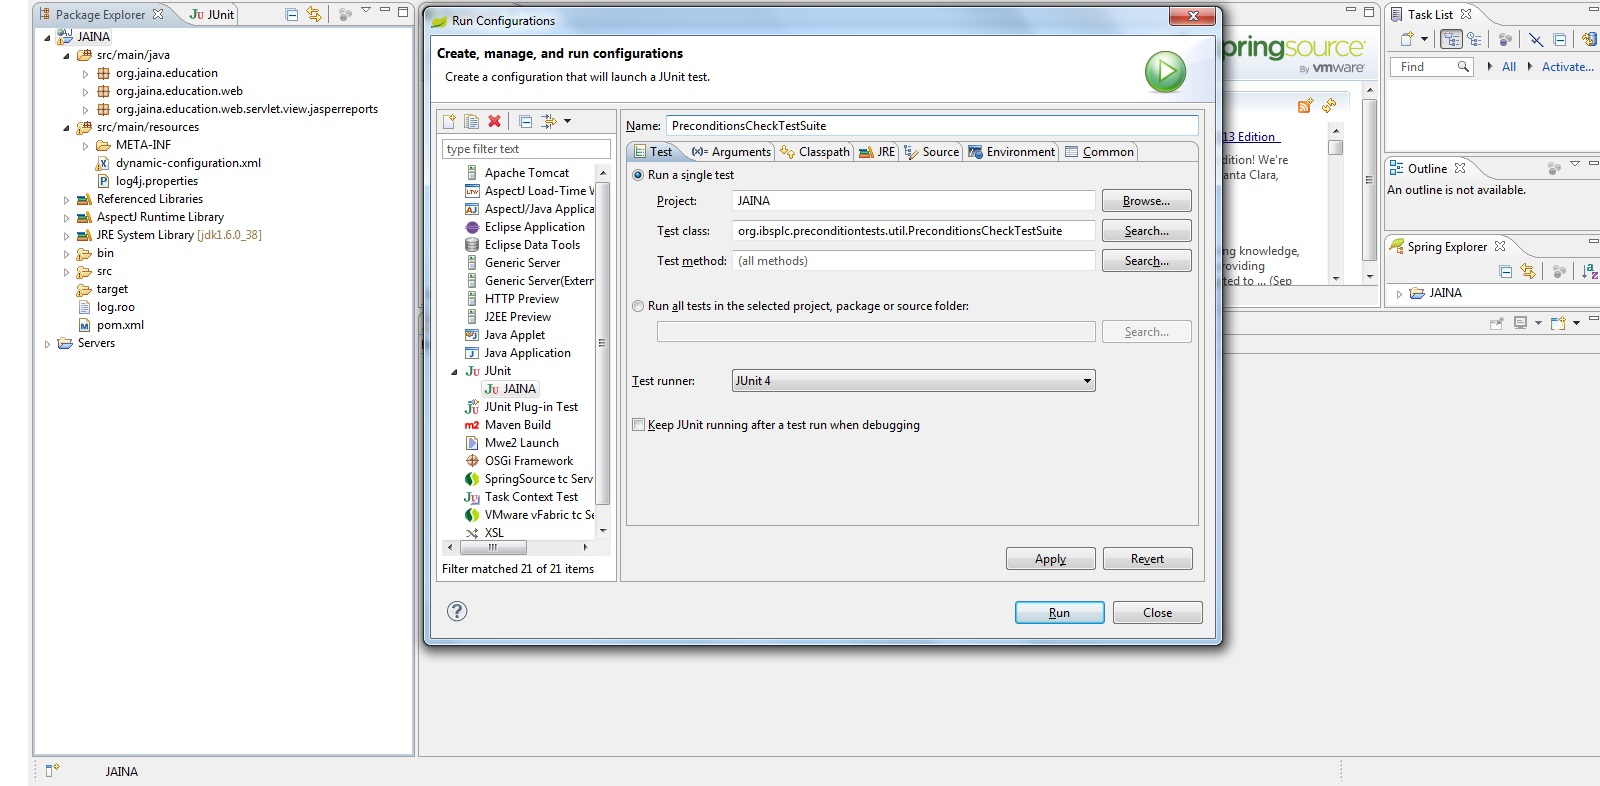 Package Explorer
JUnit
JAINA
src/main/java
org.jaina.education
org.jaina.education.web
org.jaina.education.web.servlet.view.jasperreports
src/main/resources
META-INF
dynamic-configuration.xml
log4j.properties
Referenced Libraries
AspectJ Runtime Library
JRE System Library [jdk1.6.0_38]
bin
src
target
log.roo
pom.xml
Servers
JAINA
Run Configurations
Create, manage, and run configurations
Create a configuration that will launch a JUnit test.
type filter text
Apache Tomcat
AspectJ Load-Time W
AspectJ/Java Applica
Eclipse Application
Eclipse Data Tools
Generic Server
Generic Server(Extern
HTTP Preview
J2EE Preview
Java Applet
Java Application
JUnit
JAINA
JUnit Plug-in Test
Maven Build
Mwe2 Launch
OSGi Framework
SpringSource tc Serv
Task Context Test
VMware vFabric tc Se
XSL
Filter matched 21 of 21 items
Name: PreconditionsCheckTestSuite
Test (x)= Arguments Classpath JRE Source Environment Common
Run a single test
Project: JAINA Browse...
Test class: org.ibsplc.preconditiontests.util.PreconditionsCheckTestSuite Search...
Test method: (all methods) Search...
Run all tests in the selected project, package or source folder:
Search...
Test runner: JUnit 4
Keep JUnit running after a test run when debugging
Apply Revert
Run Close
pringsource
By vmware
13 Edition
dition! We're
anta Clara,
ng knowledge,
roviding
ted to ... (Sep
Task List
Find All Activate...
Outline
An outline is not available.
Spring Explorer
JAINA